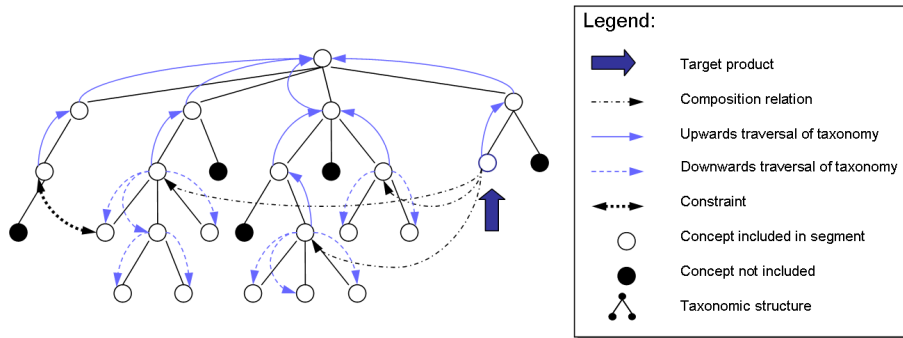 Legend:
Target product
Composition relation
Upwards traversal of taxonomy
Downwards traversal of taxonomy
Constraint
Concept included in segment
Concept not included
Taxonomic structure